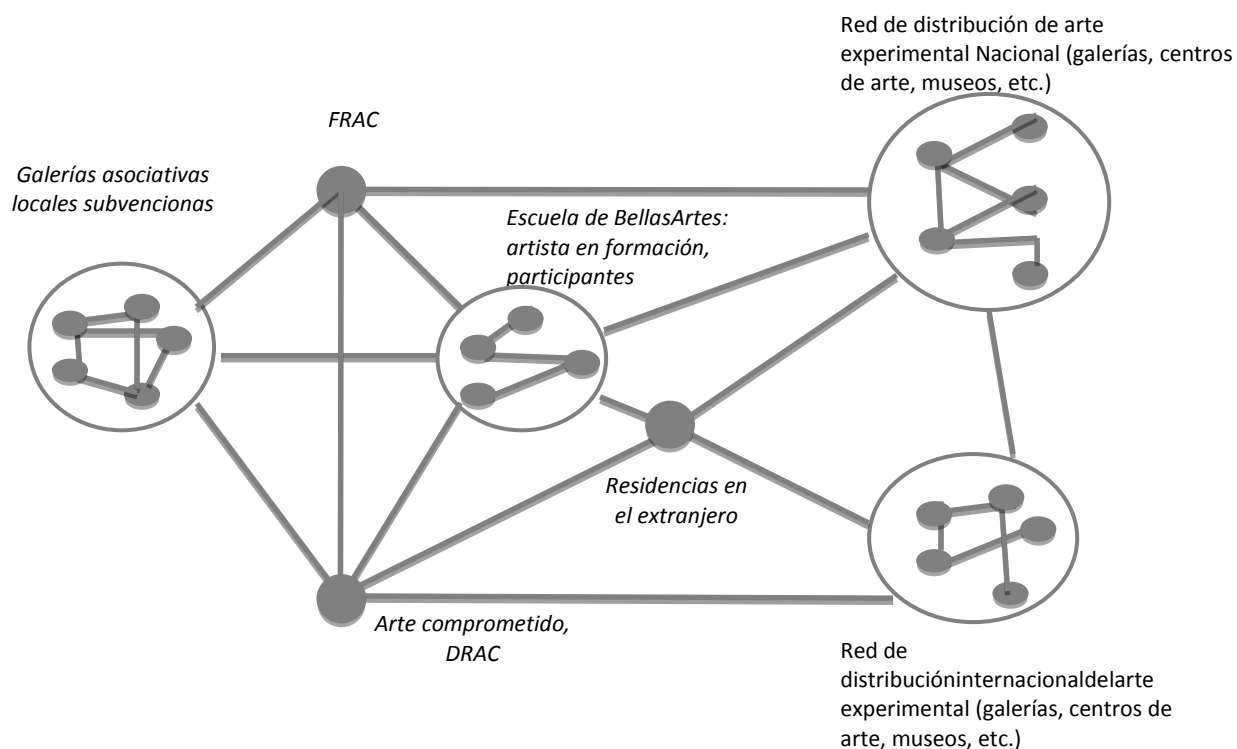 Red de distribución de arte
experimental Nacional (galerías, centros
de arte, museos, etc.)
FRAC
Galerías asociativas
locales subvencionas
Escuela de BellasArtes:
artista en formación,
participantes
Residencias en
el extranjero
Arte comprometido,
DRAC
Red de
distribucióninternacionaldelarte
experimental (galerías, centros de
arte, museos, etc.)